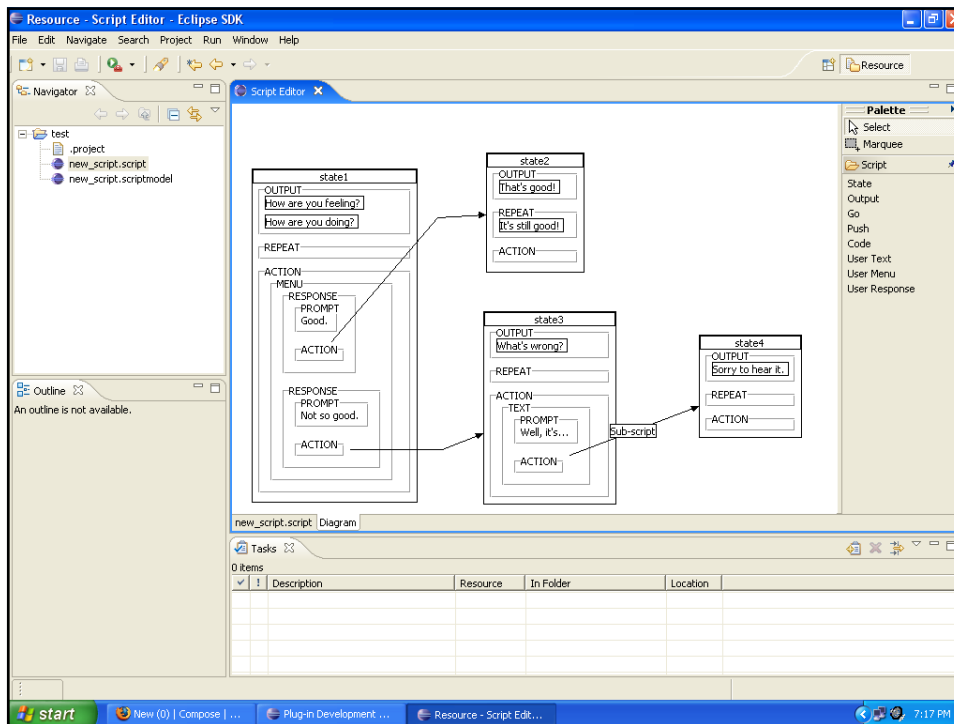 Resource - Script Editor - Eclipse SDK
File Edit Navigate Search Project Run Window Help
Resource
Navigator
test
.project
new_script.script
new_script.scriptmodel
Outline
An outline is not available.
Script Editor
state1
OUTPUT
How are you feeling?
How are you doing?
REPEAT
ACTION
MENU
RESPONSE
PROMPT
Good.
ACTION
RESPONSE
PROMPT
Not so good.
ACTION
state2
OUTPUT
That's good!
REPEAT
It's still good!
ACTION
state3
OUTPUT
What's wrong?
REPEAT
ACTION
TEXT
PROMPT
Well, it's...
ACTION
Sub-script
state4
OUTPUT
Sorry to hear it.
REPEAT
ACTION
Palette
Select
Marquee
Script
State
Output
Go
Push
Code
User Text
User Menu
User Response
new_script.script Diagram
Tasks
0 items
! Description Resource In Folder Location
start New (0) | Compose | ... Plug-in Development ... Resource - Script Edit... 7:17 PM